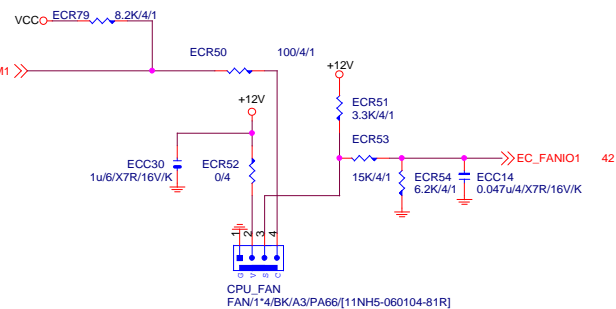 VCC
ECR79
8.2K/4/1
M1
ECR50
100/4/1
+12V
+12V
ECR51
3.3K/4/1
ECR53
15K/4/1
EC_FANIO1
42
ECC30
1u/6/X7R/16V/K
ECR52
0/4
ECR54
6.2K/4/1
ECC14
0.047u/4/X7R/16V/K
1
2
3
4
G
V
S
C
CPU_FAN
FAN/1*4/BK/A3/PA66/[11NH5-060104-81R]